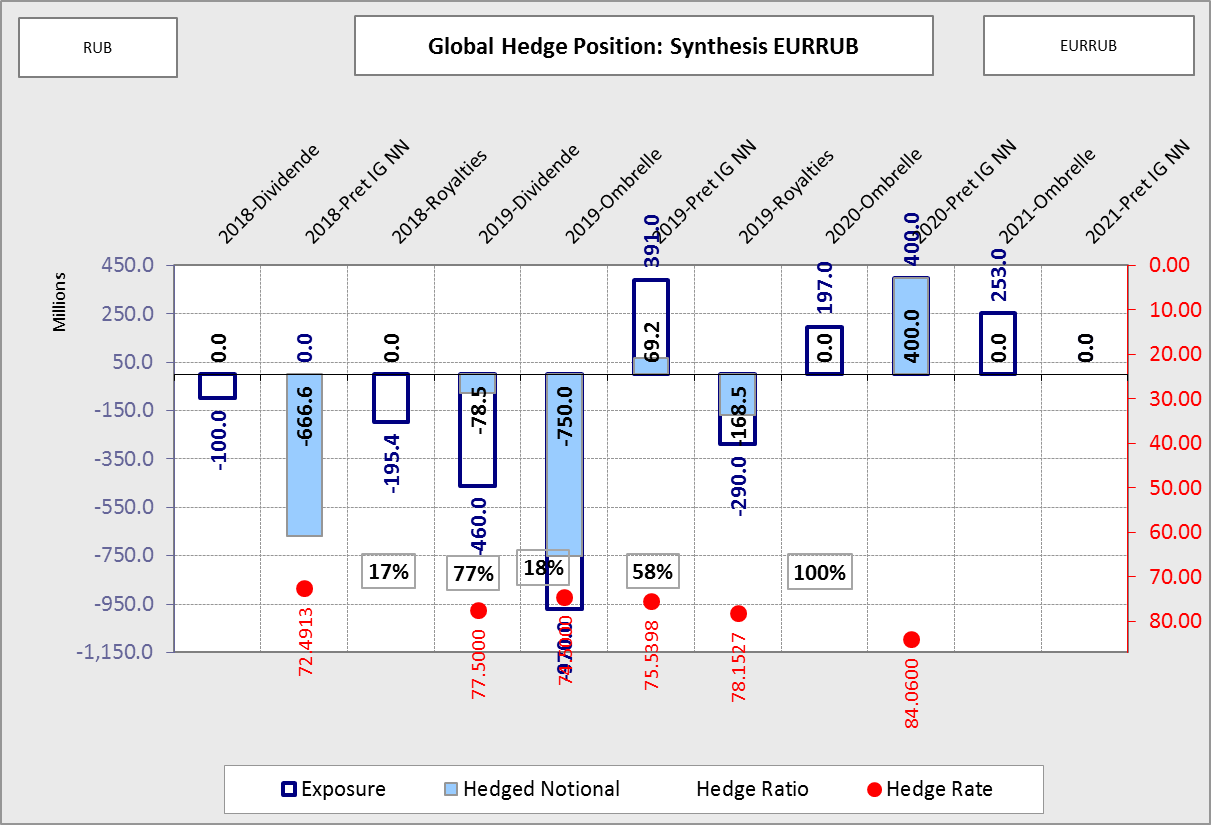 RUB
Global Hedge Position: Synthesis EURRUB
EURRUB
2018-Dividende
2018-Pret IG NN
2018-Royalties
2019-Dividende
2019-Ombrelle
2019-Pret IG NN
2019-Royalties
2020-Ombrelle
2020-Pret IG NN
2021-Ombrelle
2021-Pret IG NN
Millions
450.0
250.0
50.0
-150.0
-350.0
-550.0
-750.0
-950.0
-1,150.0
0.00
10.00
20.00
30.00
40.00
50.00
60.00
70.00
80.00
0.0
-100.0
0.0
-666.6
0.0
-195.4
-78.5
-460.0
-750.0
-970.0
391.0
69.2
-168.5
-290.0
197.0
0.0
400.0
400.0
253.0
0.0
0.0
17%
77%
18%
58%
100%
72.4913
77.5000
75.5398
78.1527
84.0600
Exposure
Hedged Notional
Hedge Ratio
Hedge Rate